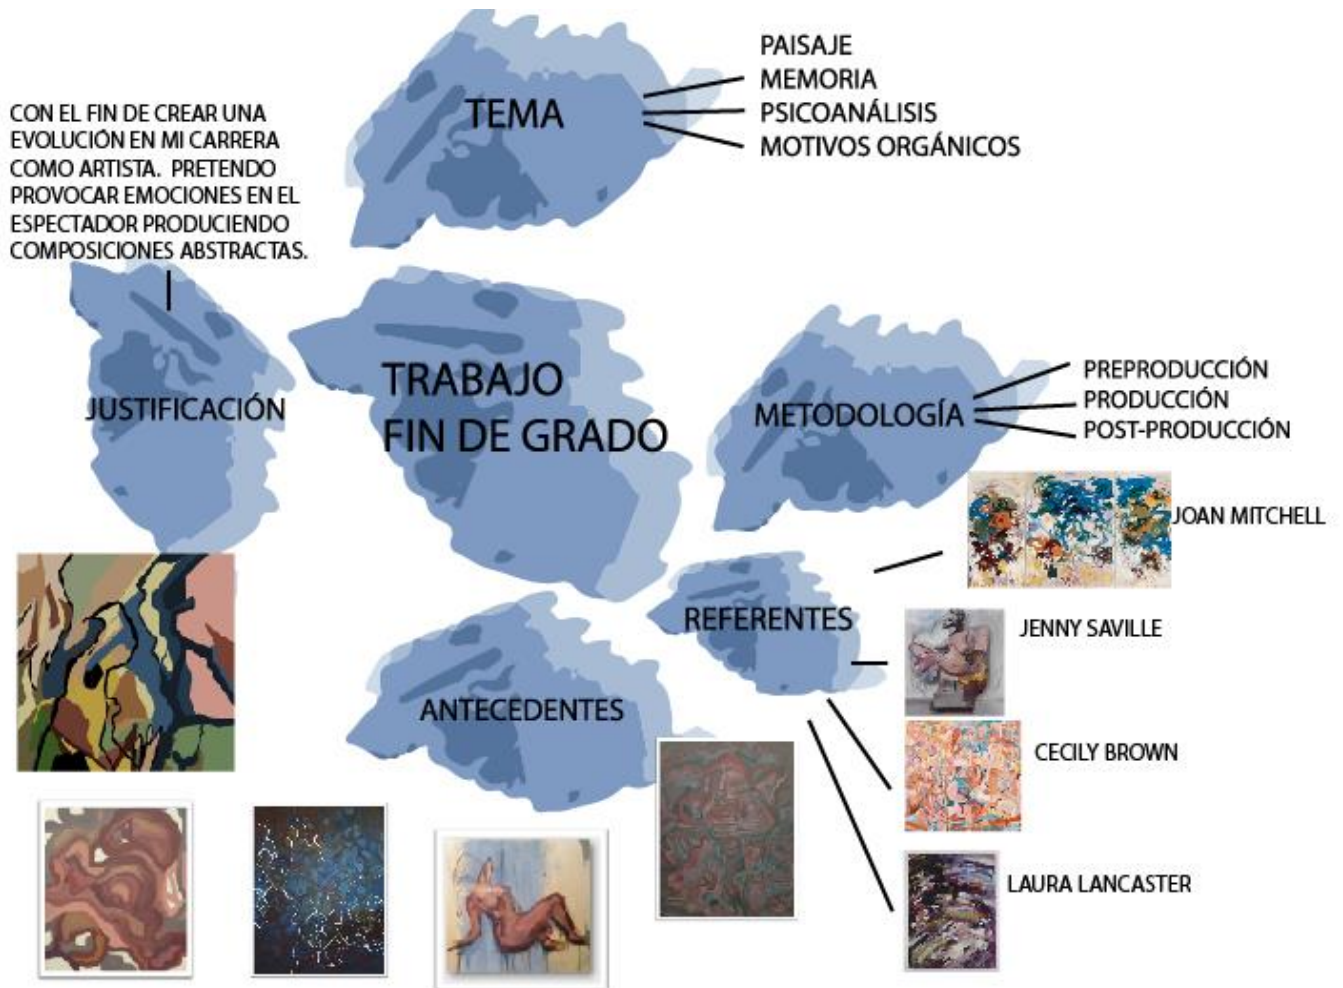 TEMA
PAISAJE
MEMORIA
PSICOANÁLISIS
MOTIVOS ORGÁNICOS
CON EL FIN DE CREAR UNA
EVOLUCIÓN EN MI CARRERA
COMO ARTISTA. PRETENDO
PROVOCAR EMOCIONES EN EL
ESPECTADOR PRODUCIENDO
COMPOSICIONES ABSTRACTAS.
JUSTIFICACIÓN
TRABAJO
FIN DE GRADO
METODOLOGÍA
PREPRODUCCIÓN
PRODUCCIÓN
POST-PRODUCCIÓN
REFERENTES
JOAN MITCHELL
JENNY SAVILLE
CECILY BROWN
LAURA LANCASTER
ANTECEDENTES